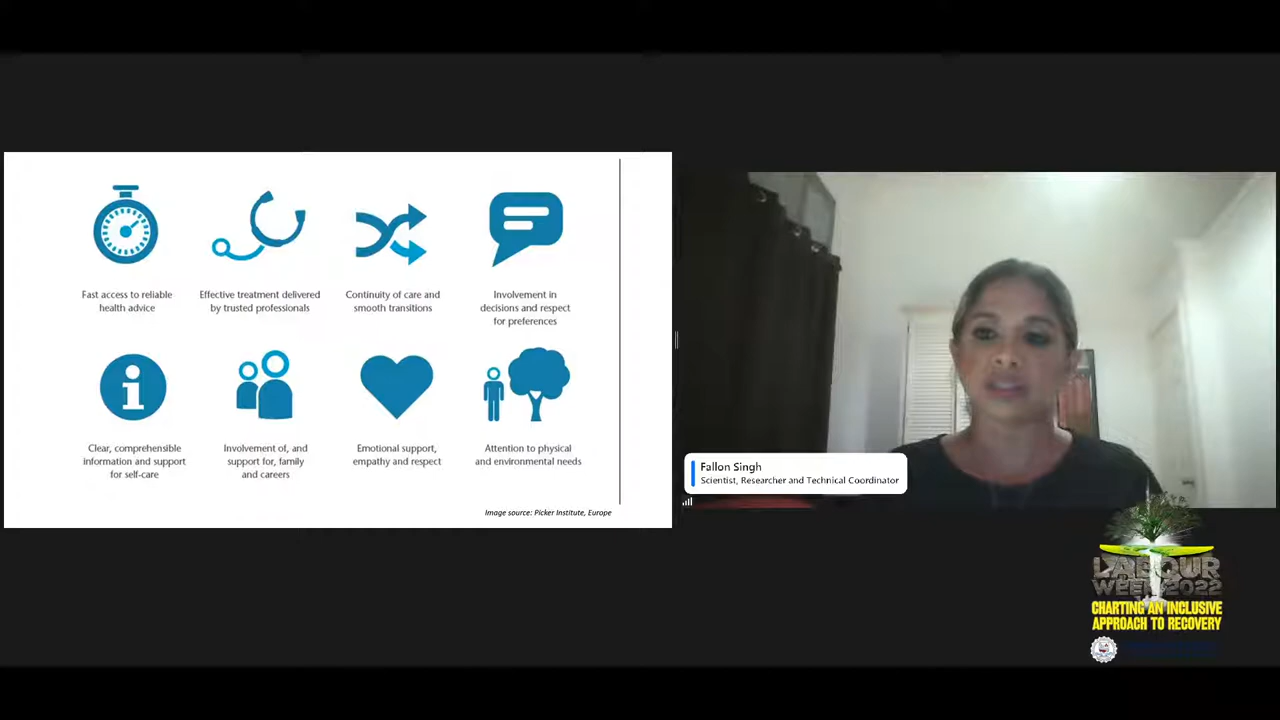 Fast access to reliable
health advice
Effective treatment delivered
by trusted professionals
Continuity of care and
smooth transitions
Involvement in
decisions and respect
for preferences
Clear, comprehensible
information and support
for self-care
Involvement of, and
support for, family
and careers
Emotional support,
empathy and respect
Attention to physical
and environmental needs
Image source: Picker Institute, Europe
Fallon Singh
Scientist, Researcher and Technical Coordinator
LABOUR
WEEK 2022
CHARTING AN INCLUSIVE
APPROACH TO RECOVERY